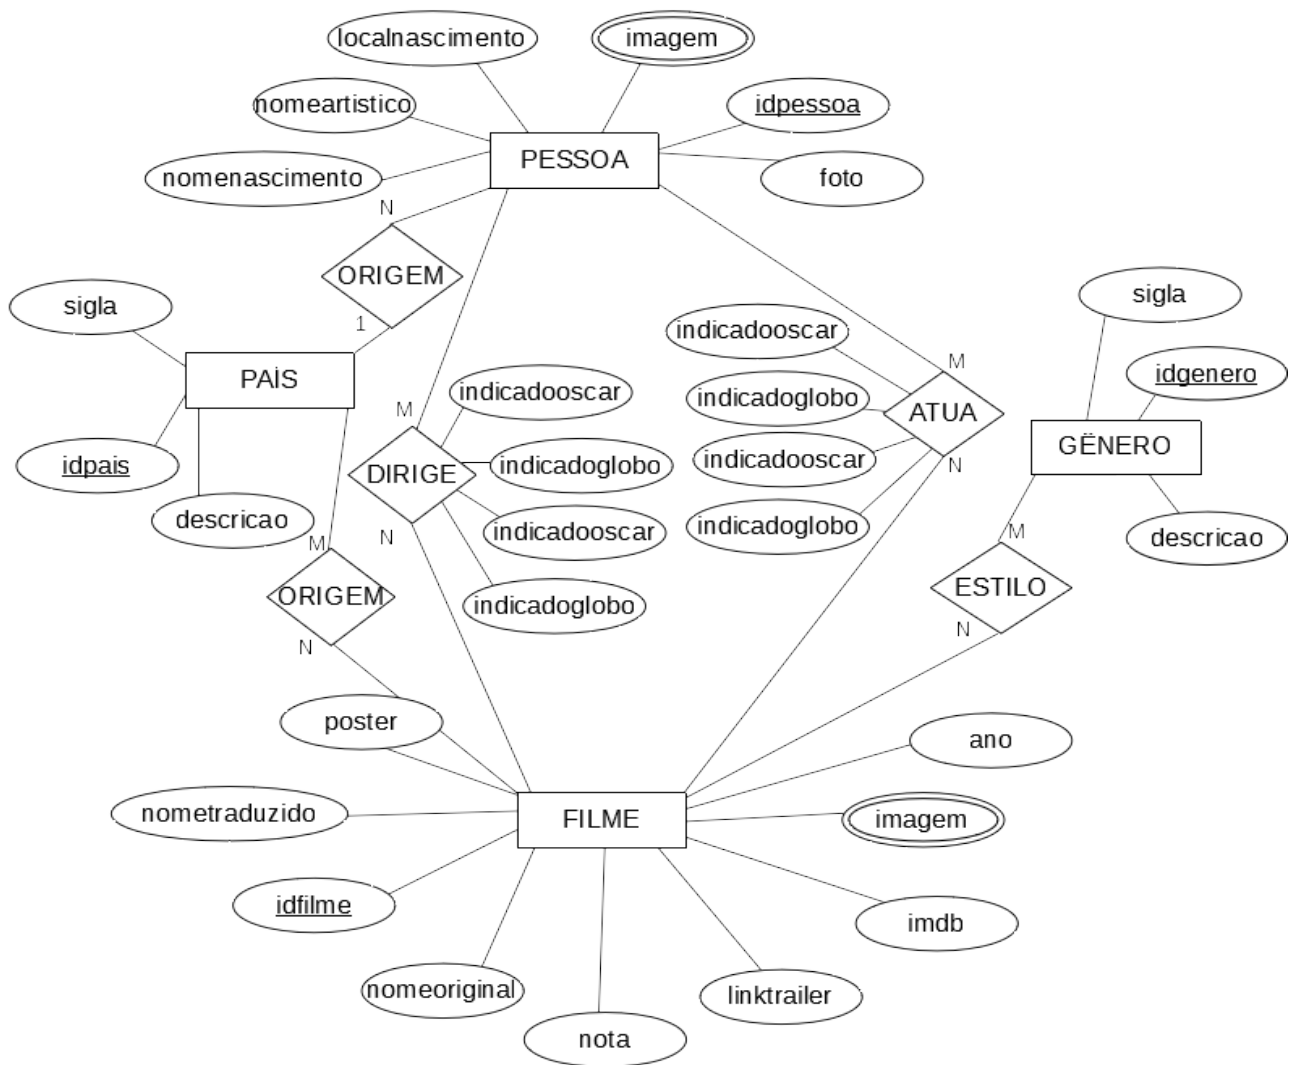 localnascimento
imagem
nomeartistico
idpessoa
PESSOA
nomenascimento
foto
N
ORIGEM
sigla
sigla
1
indicadooscar
M
PAÍS
idgenero
indicadooscar
indicadoglobo
M
ATUA
GËNERO
indicadooscar
N
idpais
DIRIGE
indicadoglobo
descricao
indicadooscar
indicadoglobo
N
descricao
M
M
ORIGEM
indicadoglobo
ESTILO
N
N
poster
ano
nometraduzido
FILME
imagem
idfilme
imdb
nomeoriginal
linktrailer
nota